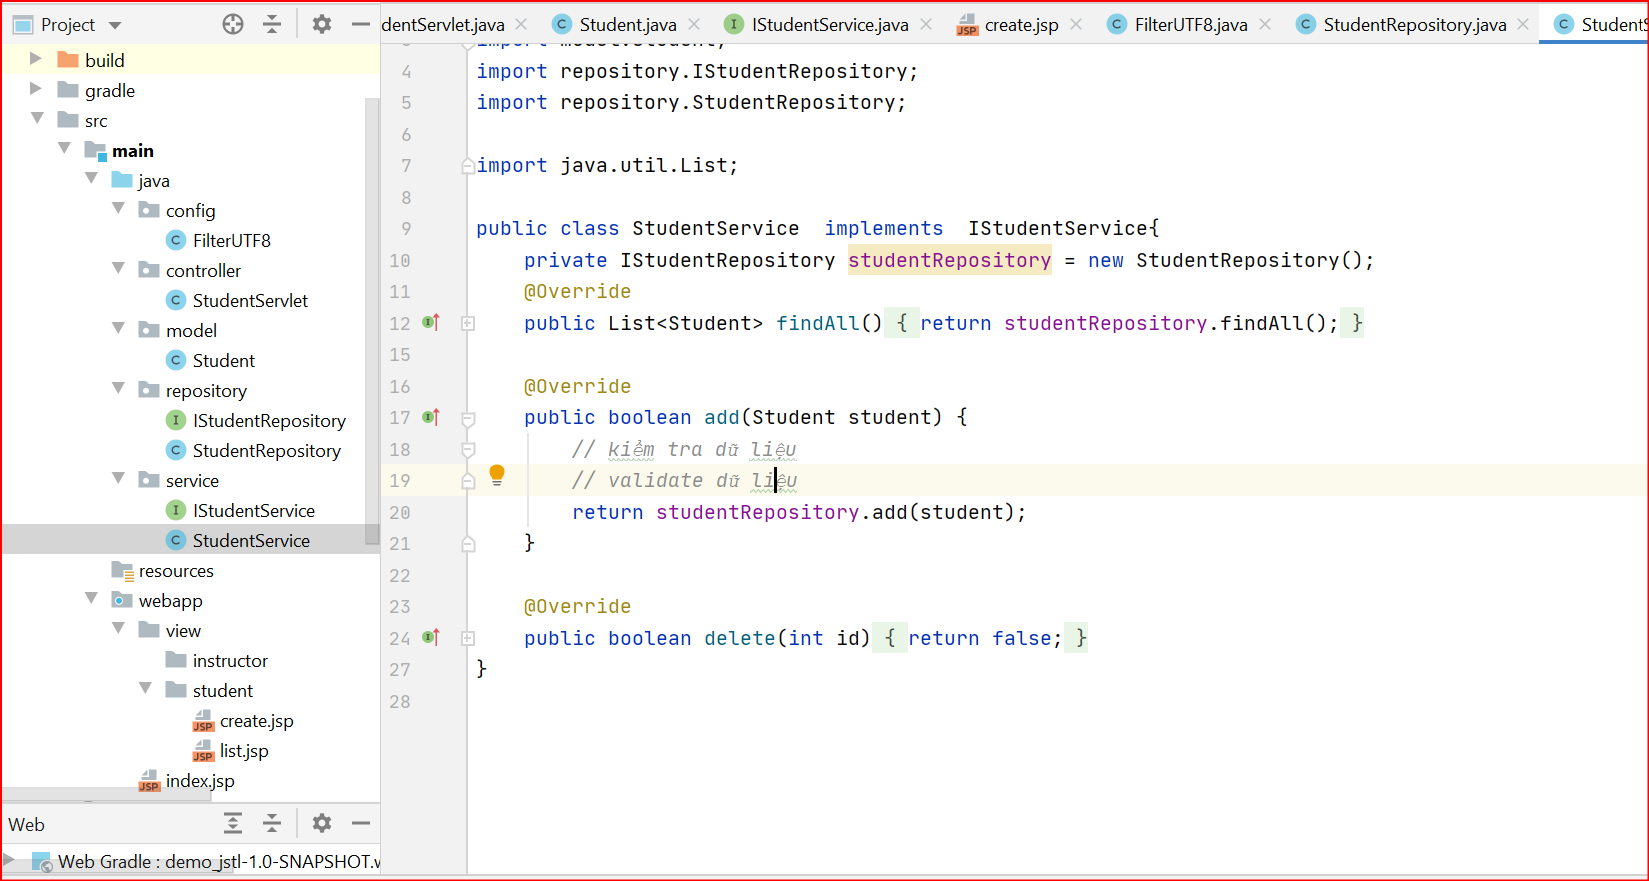 Project
dentServlet.java
Student.java
IStudentService.java
create.jsp
FilterUTF8.java
StudentRepository.java
Students
build
gradle
src
main
java
config
FilterUTF8
controller
StudentServlet
model
Student
repository
IStudentRepository
StudentRepository
service
IStudentService
StudentService
resources
webapp
view
instructor
student
create.jsp
list.jsp
index.jsp
Web
Web Gradle : demo_jstl-1.0-SNAPSHOT.w
3 import model.Student;
4 import repository.IStudentRepository;
5 import repository.StudentRepository;
6
7 import java.util.List;
8
9 public class StudentService  implements  IStudentService{
10 private IStudentRepository studentRepository = new StudentRepository();
11 @Override
12 public List<Student> findAll() { return studentRepository.findAll(); }
15
16 @Override
17 public boolean add(Student student) {
18 // kiểm tra dữ liệu
19 // validate dữ liệu
20 return studentRepository.add(student);
21 }
22
23 @Override
24 public boolean delete(int id) { return false; }
27 }
28